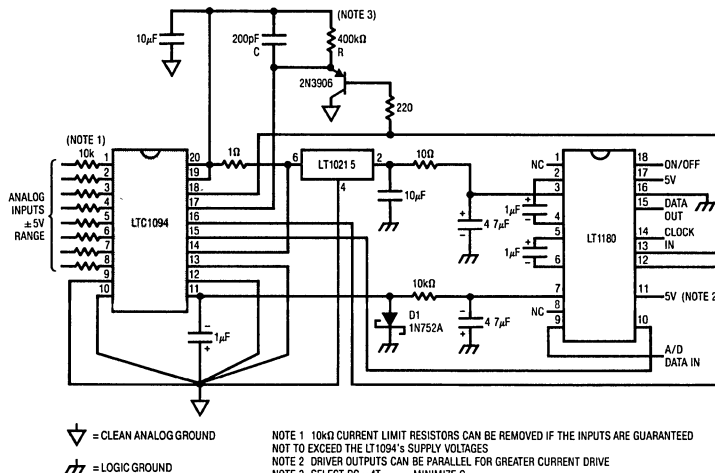 (NOTE 3)
10µF
200pF
C
400kΩ
R
2N3906
220
(NOTE 1)
10k
1Ω
6
LT1021 5
2
10Ω
4
10µF
ANALOG
INPUTS
±5V
RANGE
1
2
3
4
5
6
7
8
9
10
LTC1094
20
19
18
17
16
15
14
13
12
11
1µF
+
4 7µF
NC
1µF
1µF
10kΩ
D1
1N752A
4 7µF
NC
1
2
3
4
5
6
7
8
9
LT1180
18
17
16
15
14
13
12
11
10
ON/OFF
5V
DATA
OUT
CLOCK
IN
5V (NOTE 2
A/D
DATA IN
= CLEAN ANALOG GROUND
= LOGIC GROUND
NOTE 1 10kΩ CURRENT LIMIT RESISTORS CAN BE REMOVED IF THE INPUTS ARE GUARANTEED
NOT TO EXCEED THE LT1094's SUPPLY VOLTAGES
NOTE 2 DRIVER OUTPUTS CAN BE PARALLEL FOR GREATER CURRENT DRIVE